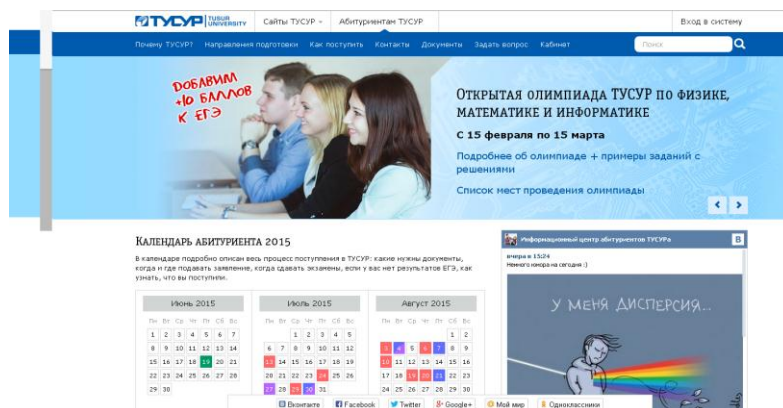 ТУСУР TUSUR UNIVERSITY
Сайты ТУСУР
Абитуриентам ТУСУР
Вход в систему
Почему ТУСУР?
Направления подготовки
Как поступить
Контакты
Документы
Задать вопрос
Кабинет
Поиск
ДОБАВИМ
+10 БАЛЛОВ
К ЕГЭ
Открытая олимпиада ТУСУР по физике,
математике и информатике
С 15 февраля по 15 марта
Подробнее об олимпиаде + примеры заданий с
решениями
Список мест проведения олимпиады
Календарь абитуриента 2015
В календаре подробно описан весь процесс поступления в ТУСУР: какие нужны документы,
когда и где подавать заявление, когда сдавать экзамены, если у вас нет результатов ЕГЭ, как
узнать, что вы поступили.
Июнь 2015
Пн Вт Ср Чт Пт Сб Вс
1 2 3 4 5 6 7
8 9 10 11 12 13 14
15 16 17 18 19 20 21
22 23 24 25 26 27 28
29 30
Июль 2015
Пн Вт Ср Чт Пт Сб Вс
1 2 3 4 5
6 7 8 9 10 11 12
13 14 15 16 17 18 19
20 21 22 23 24 25 26
27 28 29 30 31
Август 2015
Пн Вт Ср Чт Пт Сб Вс
1 2
3 4 5 6 7 8 9
10 11 12 13 14 15 16
17 18 19 20 21 22 23
24 25 26 27 28 29 30
Информационный центр абитуриентов ТУСУРа
В
вчера в 15:24
Немного юмора на сегодня :)
У МЕНЯ ДИСПЕРСИЯ...
Вконтакте
Facebook
Twitter
Google+
Мой мир
Одноклассники